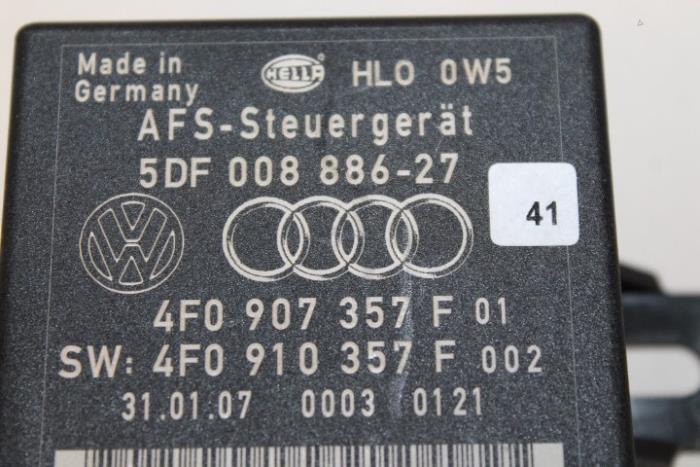 Made in
Germany
HELLA HLO 0W5
AFS-Steuergerät
5DF 008 886-27
41
4F0 907 357 F 01
SW: 4F0 910 357 F 002
31.01.07 0003 0121